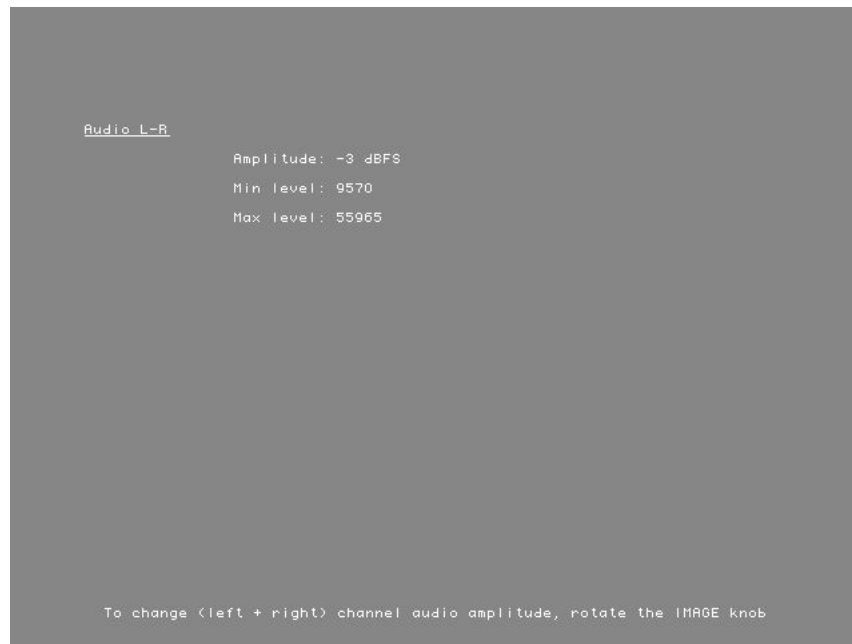 Audio L-R
Amplitude: -3 dBFS
Min level: 9570
Max level: 55965
To change (left + right) channel audio amplitude, rotate the IMAGE knob